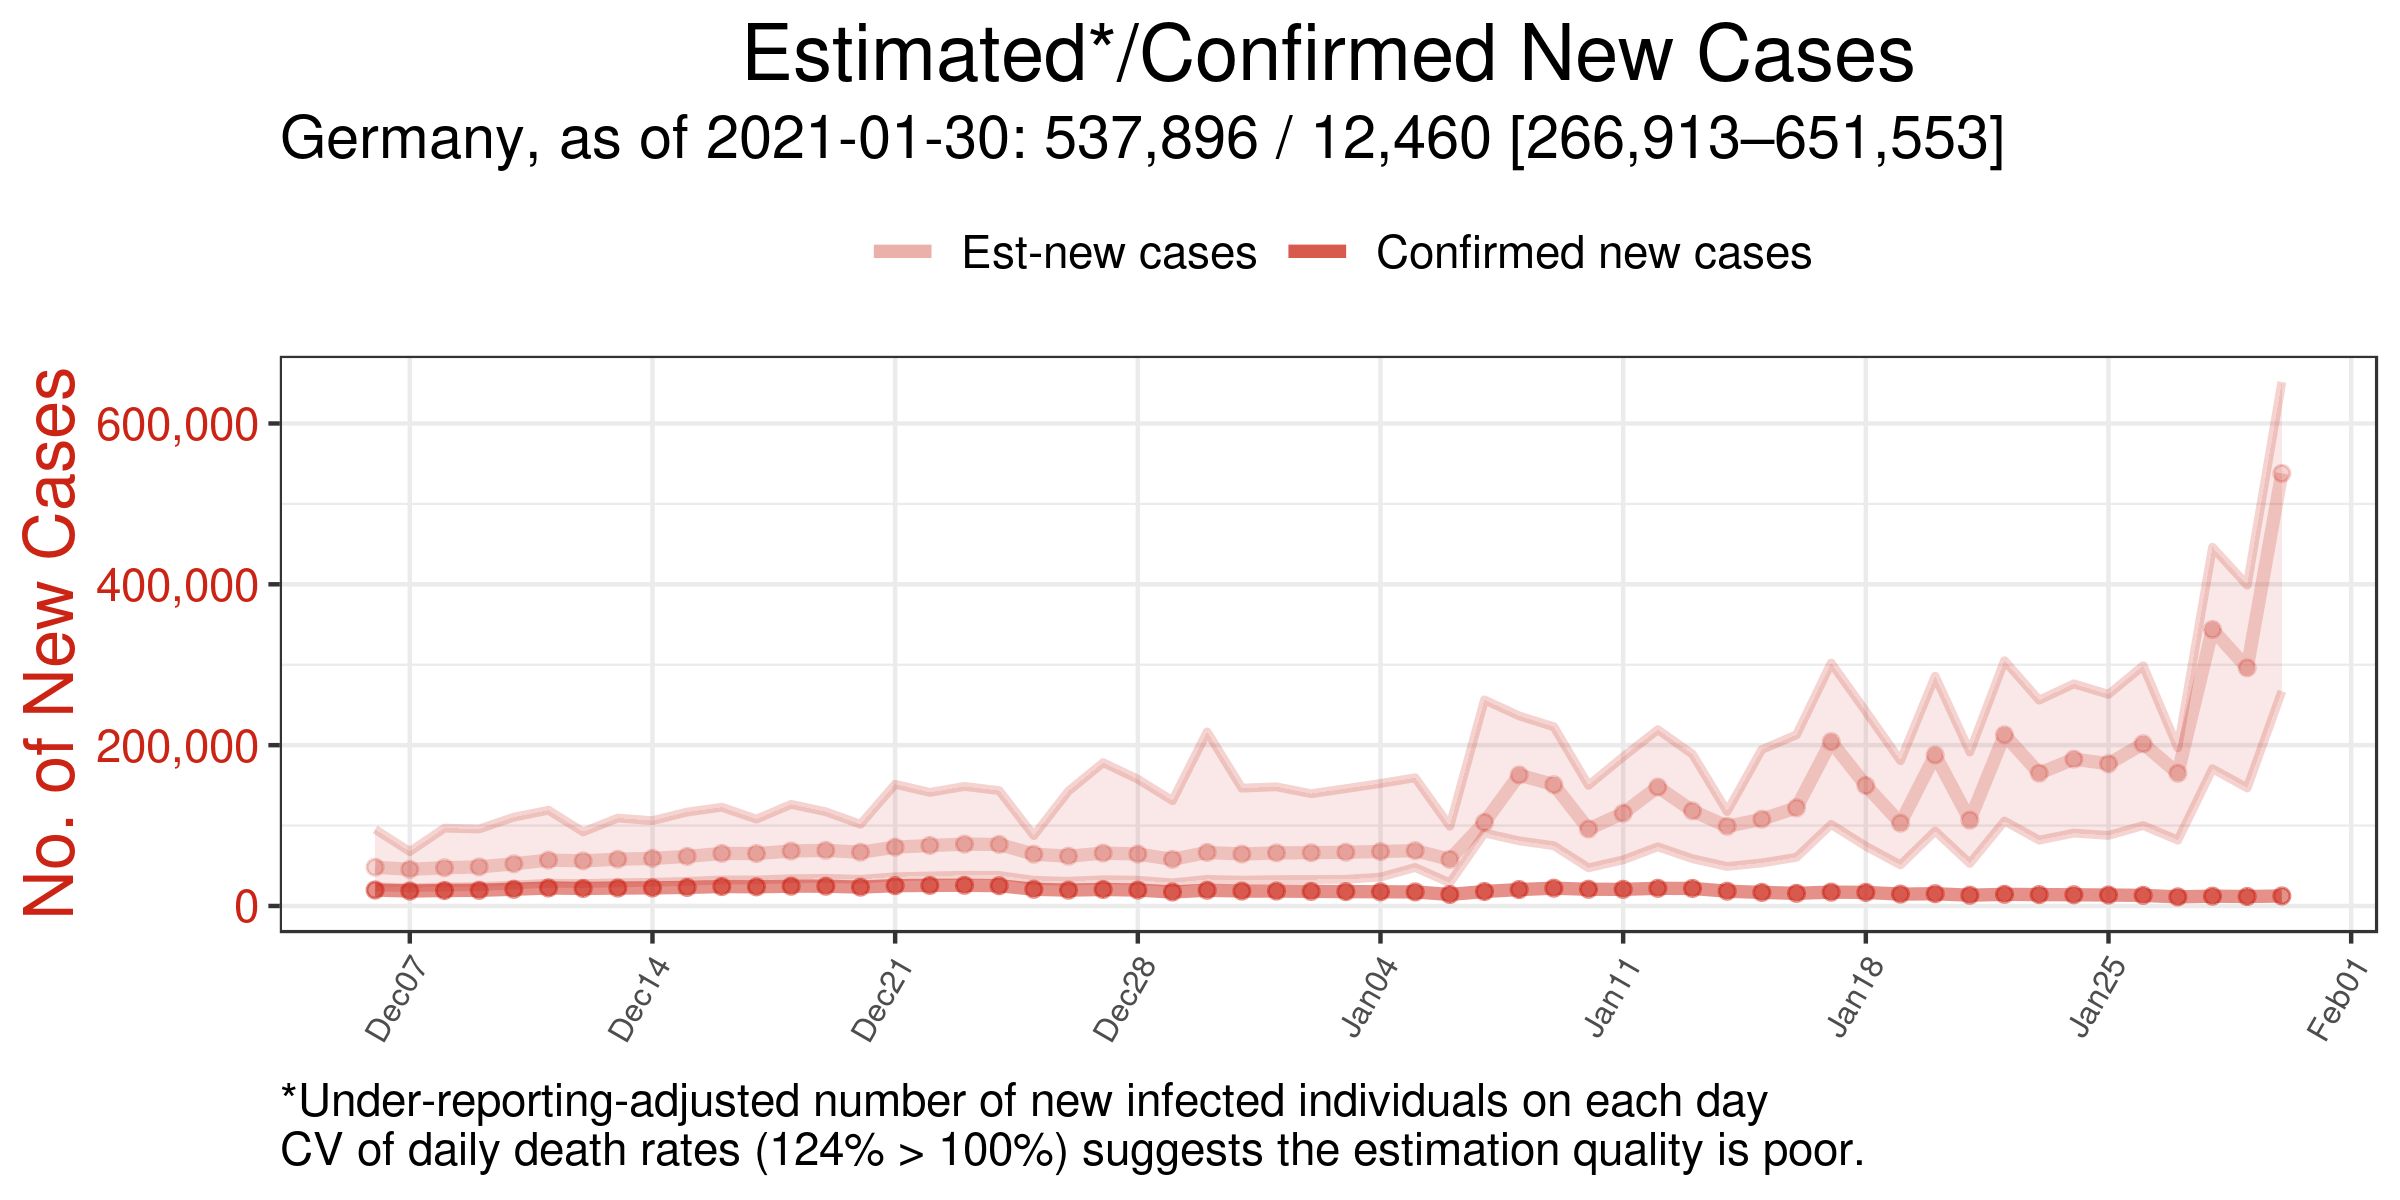 Estimated*/Confirmed New Cases
Germany, as of 2021-01-30: 537,896 / 12,460 [266,913–651,553]
Est-new cases
Confirmed new cases
No. of New Cases
600,000
400,000
200,000
0
Dec07
Dec14
Dec21
Dec28
Jan04
Jan11
Jan18
Jan25
Feb01
*Under-reporting-adjusted number of new infected individuals on each day
CV of daily death rates (124% > 100%) suggests the estimation quality is poor.